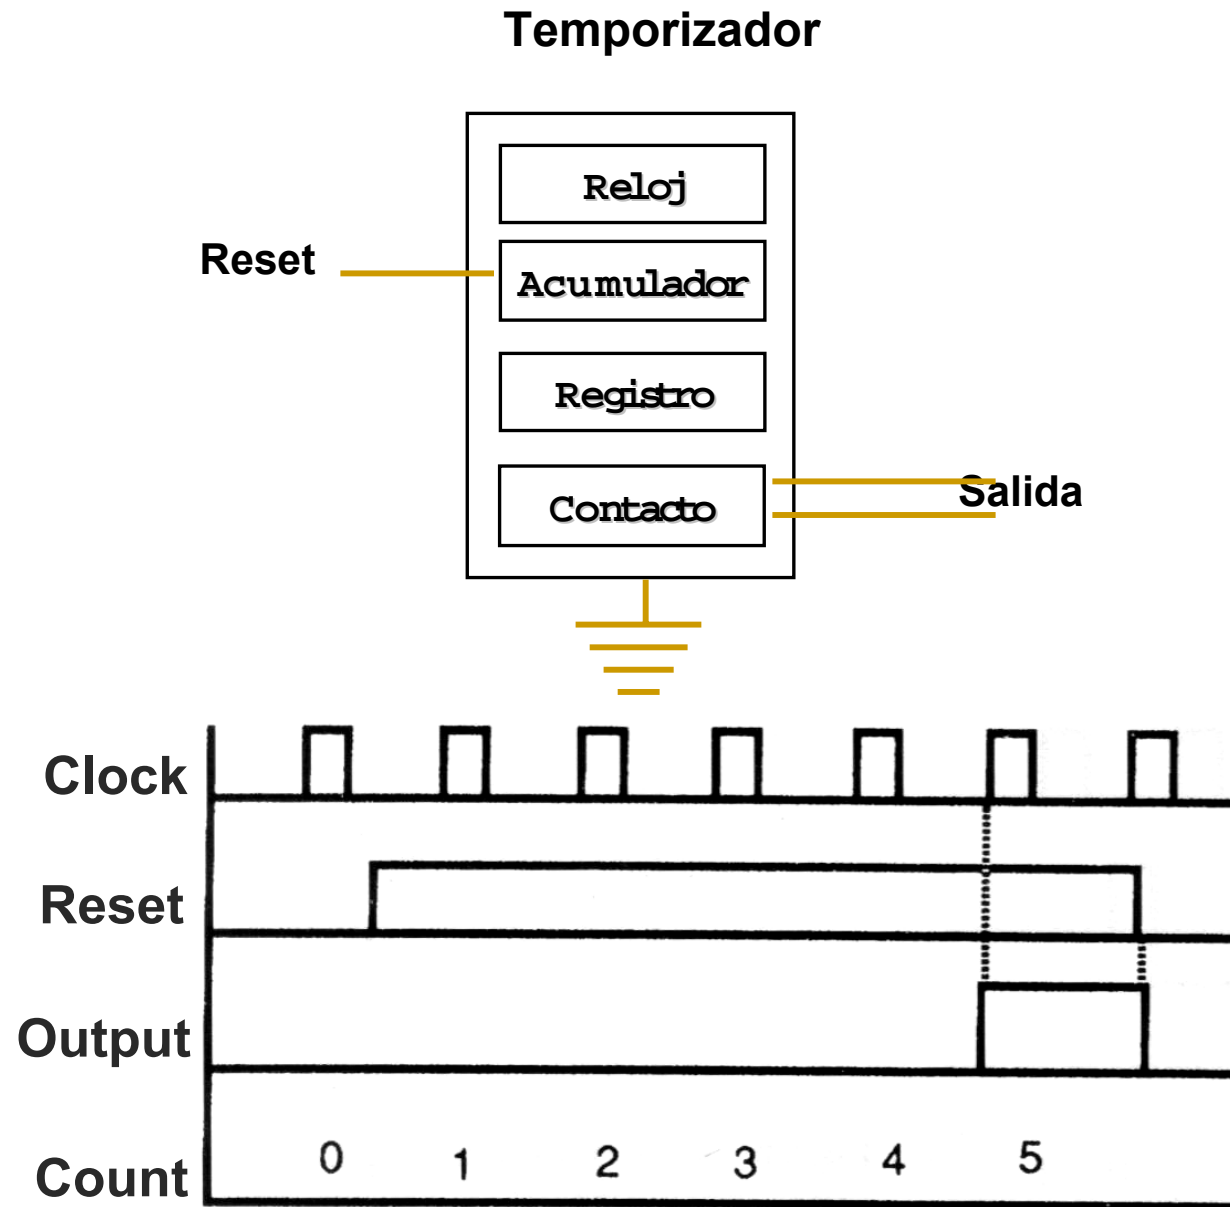 Temporizador
Reloj
Reset
Acumulador
Registro
Contacto
Salida
Clock
Reset
Output
Count 0 1 2 3 4 5